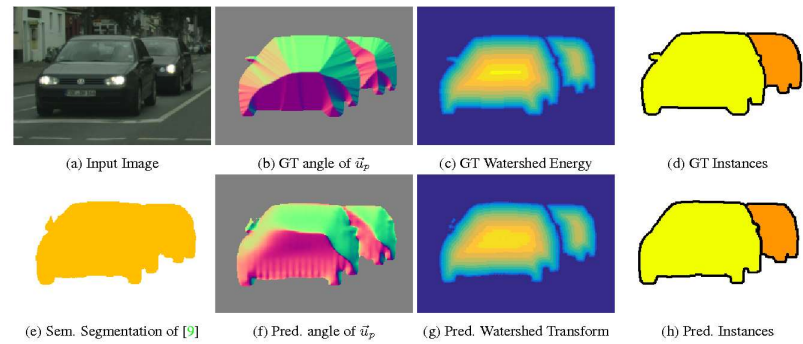 (a) Input Image
(b) GT angle of $\vec{u}_p$
(c) GT Watershed Energy
(d) GT Instances
(e) Sem. Segmentation of [9]
(f) Pred. angle of $\vec{u}_p$
(g) Pred. Watershed Transform
(h) Pred. Instances